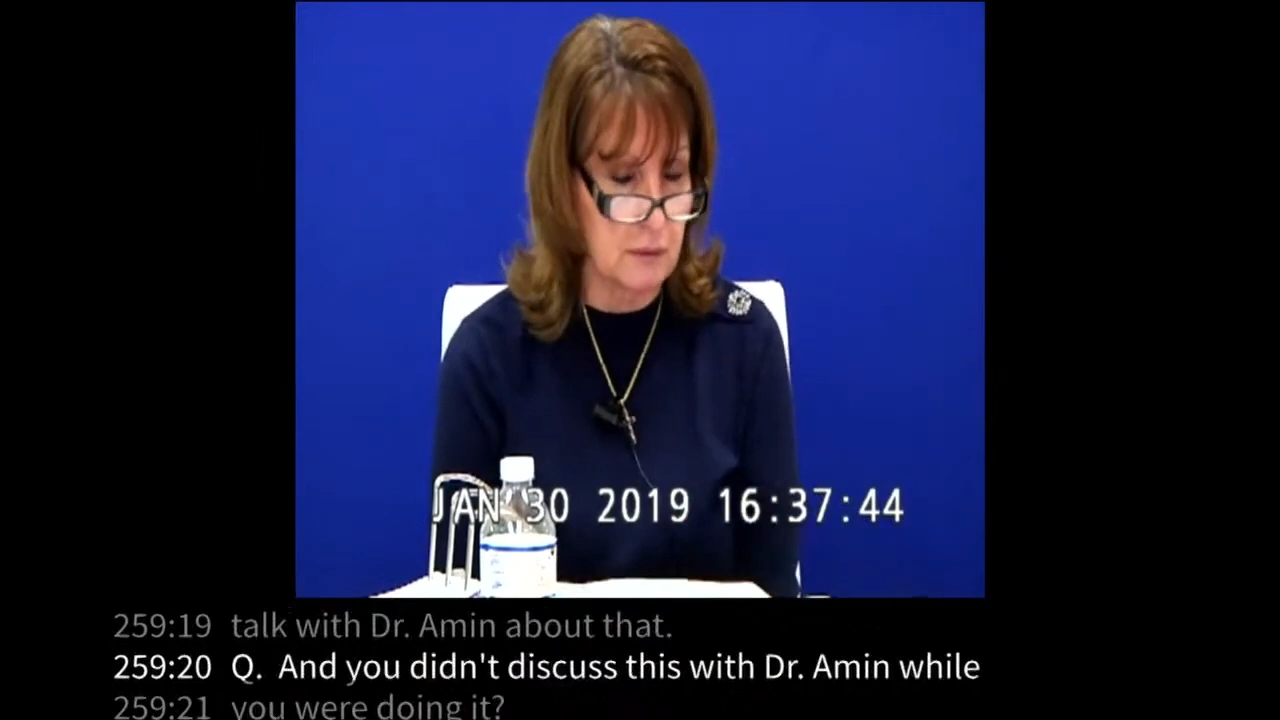 JAN 30 2019 16:37:44
259:19 talk with Dr. Amin about that.
259:20 Q. And you didn't discuss this with Dr. Amin while
259:21 you were doing it?